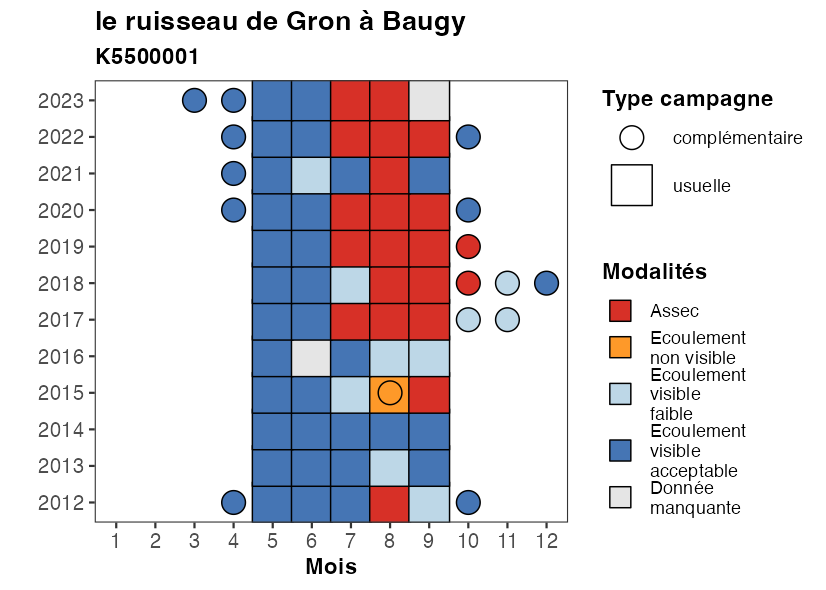 le ruisseau de Gron à Baugy
K5500001
2023
2022
2021
2020
2019
2018
2017
2016
2015
2014
2013
2012
1 2 3 4 5 6 7 8 9 10 11 12
Mois
Type campagne
complémentaire
usuelle
Modalités
Assec
Ecoulement
non visible
Ecoulement
visible
faible
Ecoulement
visible
acceptable
Donnée
manquante